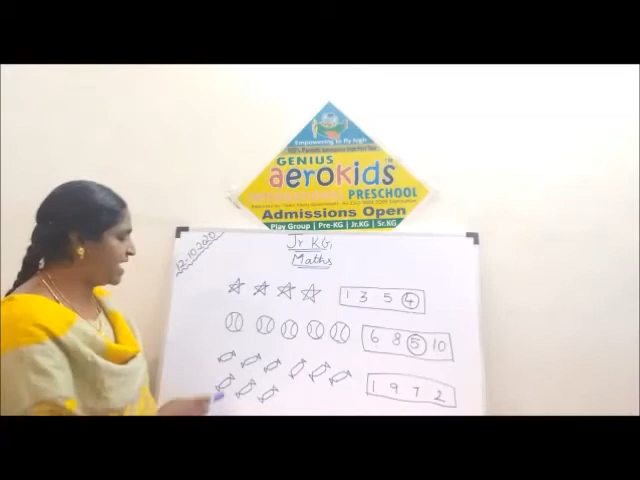 Empowering to fly high
GENIUS
aerokids
PRESCHOOL
Admissions Open
Play Group | Pre-KG | Jr.KG | Sr.KG
12-10-2020
Jr KG
Maths
1 3 5 4
6 8 5 10
1 9 7 2